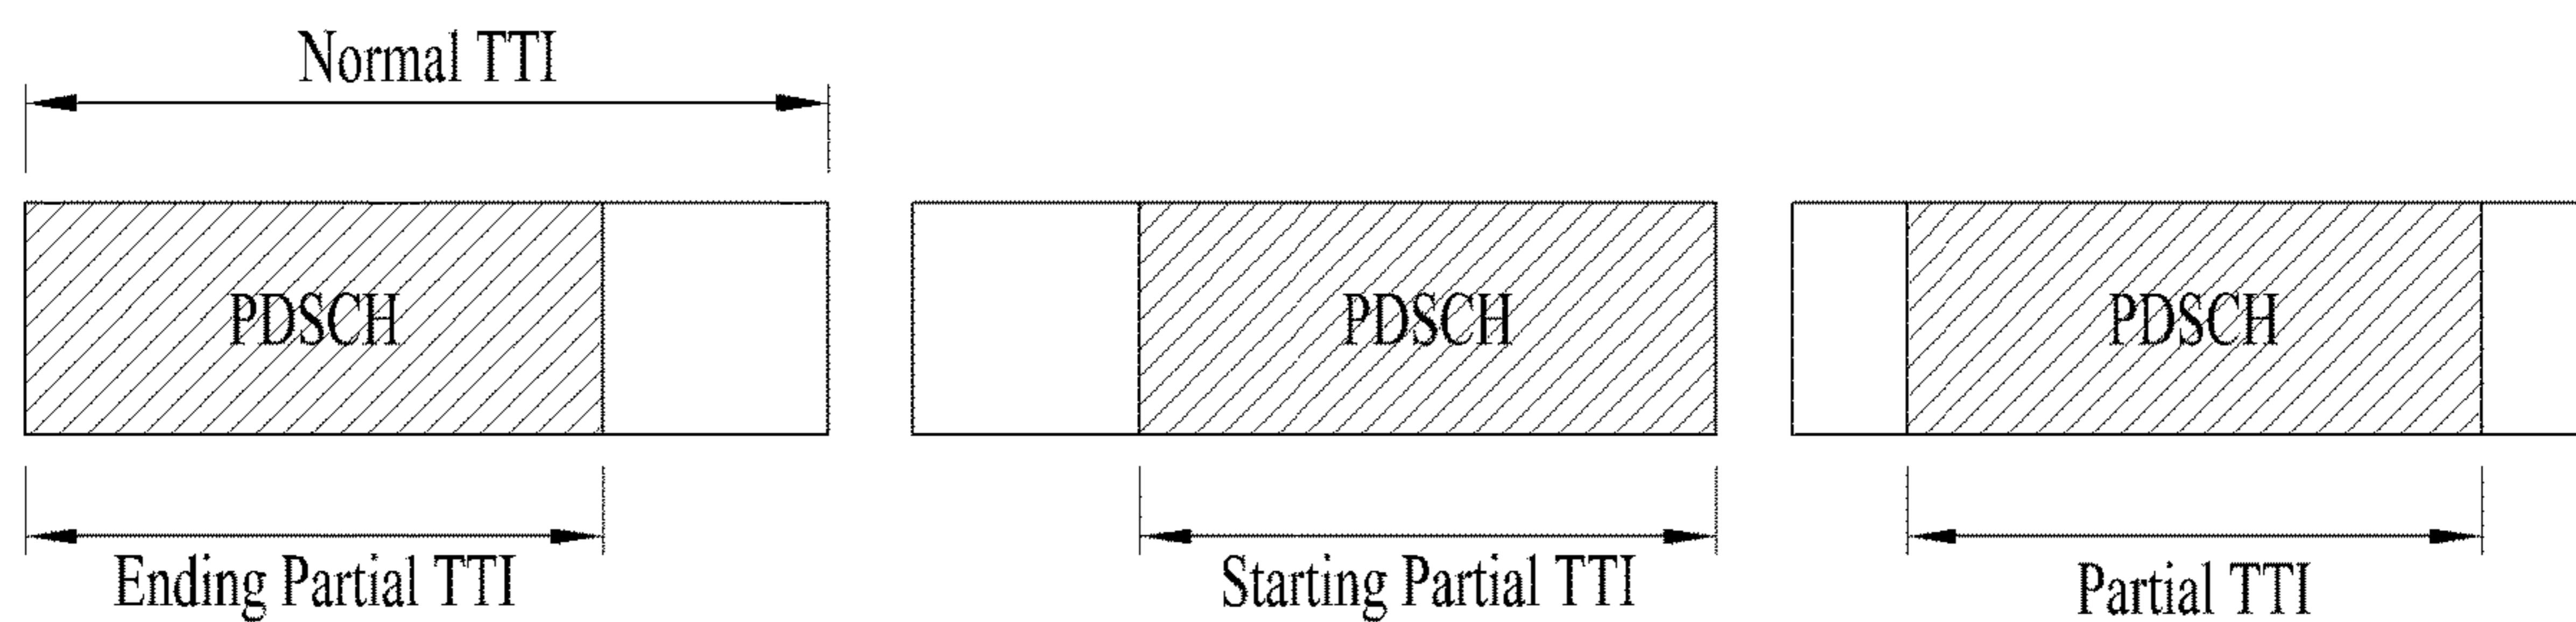 Normal TTI
PDSCH
PDSCH
PDSCH
Ending Partial TTI
Starting Partial TTI
Partial TTI